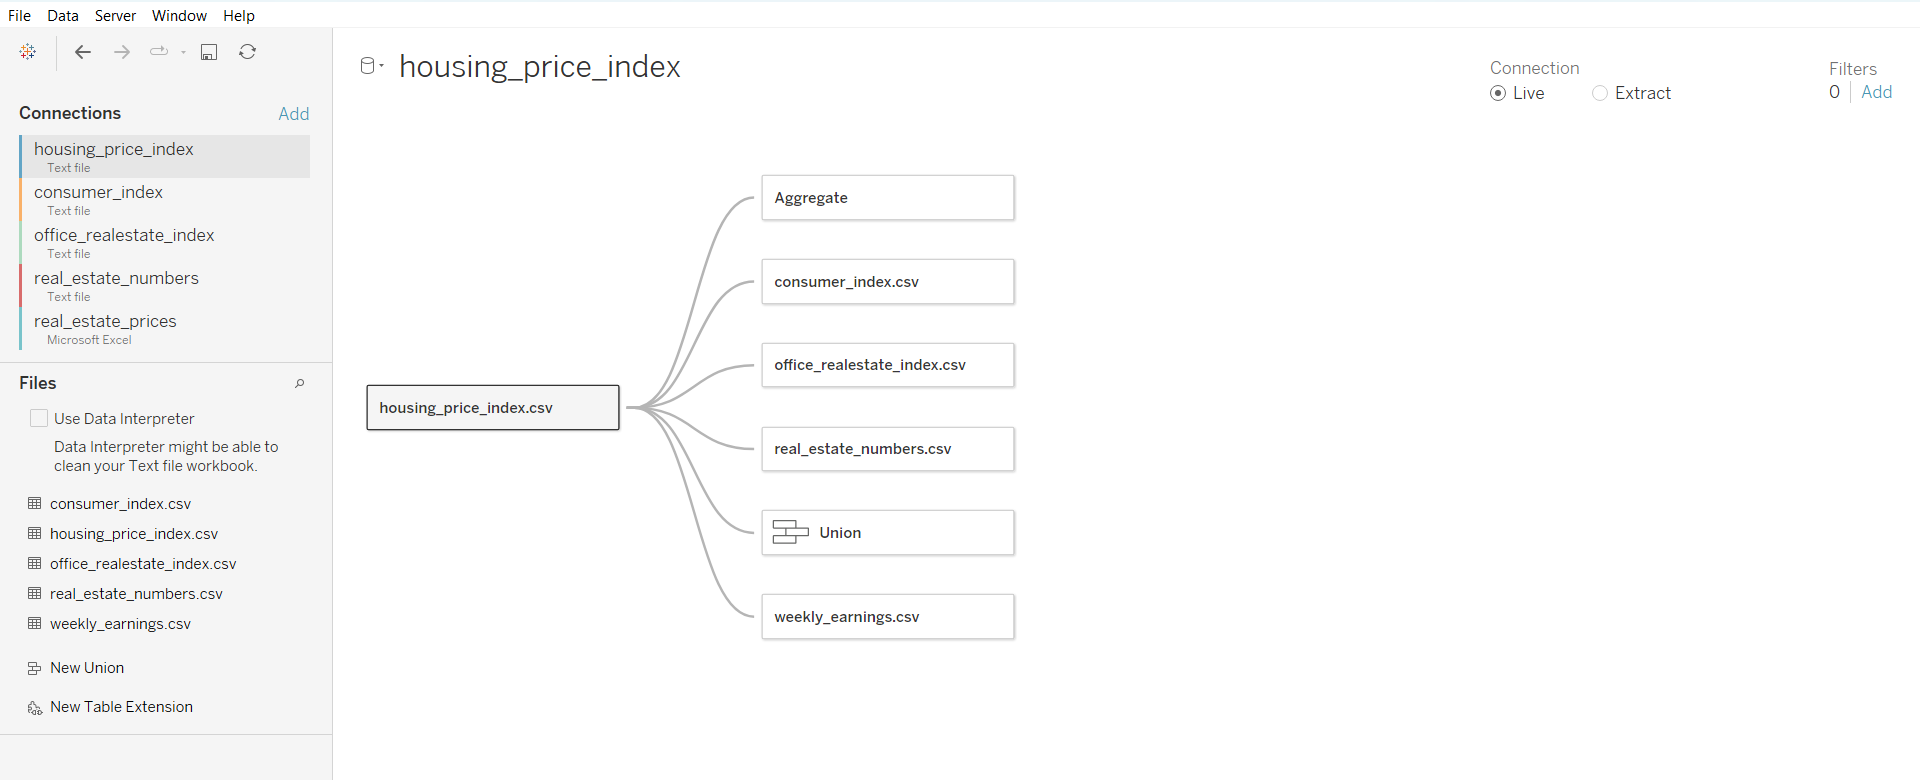 File Data Server Window Help
housing_price_index
Connection
Live Extract
Filters
0 Add
Connections Add
housing_price_index
Text file
consumer_index
Text file
office_realestate_index
Text file
real_estate_numbers
Text file
real_estate_prices
Microsoft Excel
Files
Use Data Interpreter
Data Interpreter might be able to
clean your Text file workbook.
consumer_index.csv
housing_price_index.csv
office_realestate_index.csv
real_estate_numbers.csv
weekly_earnings.csv
New Union
New Table Extension
housing_price_index.csv
Aggregate
consumer_index.csv
office_realestate_index.csv
real_estate_numbers.csv
Union
weekly_earnings.csv